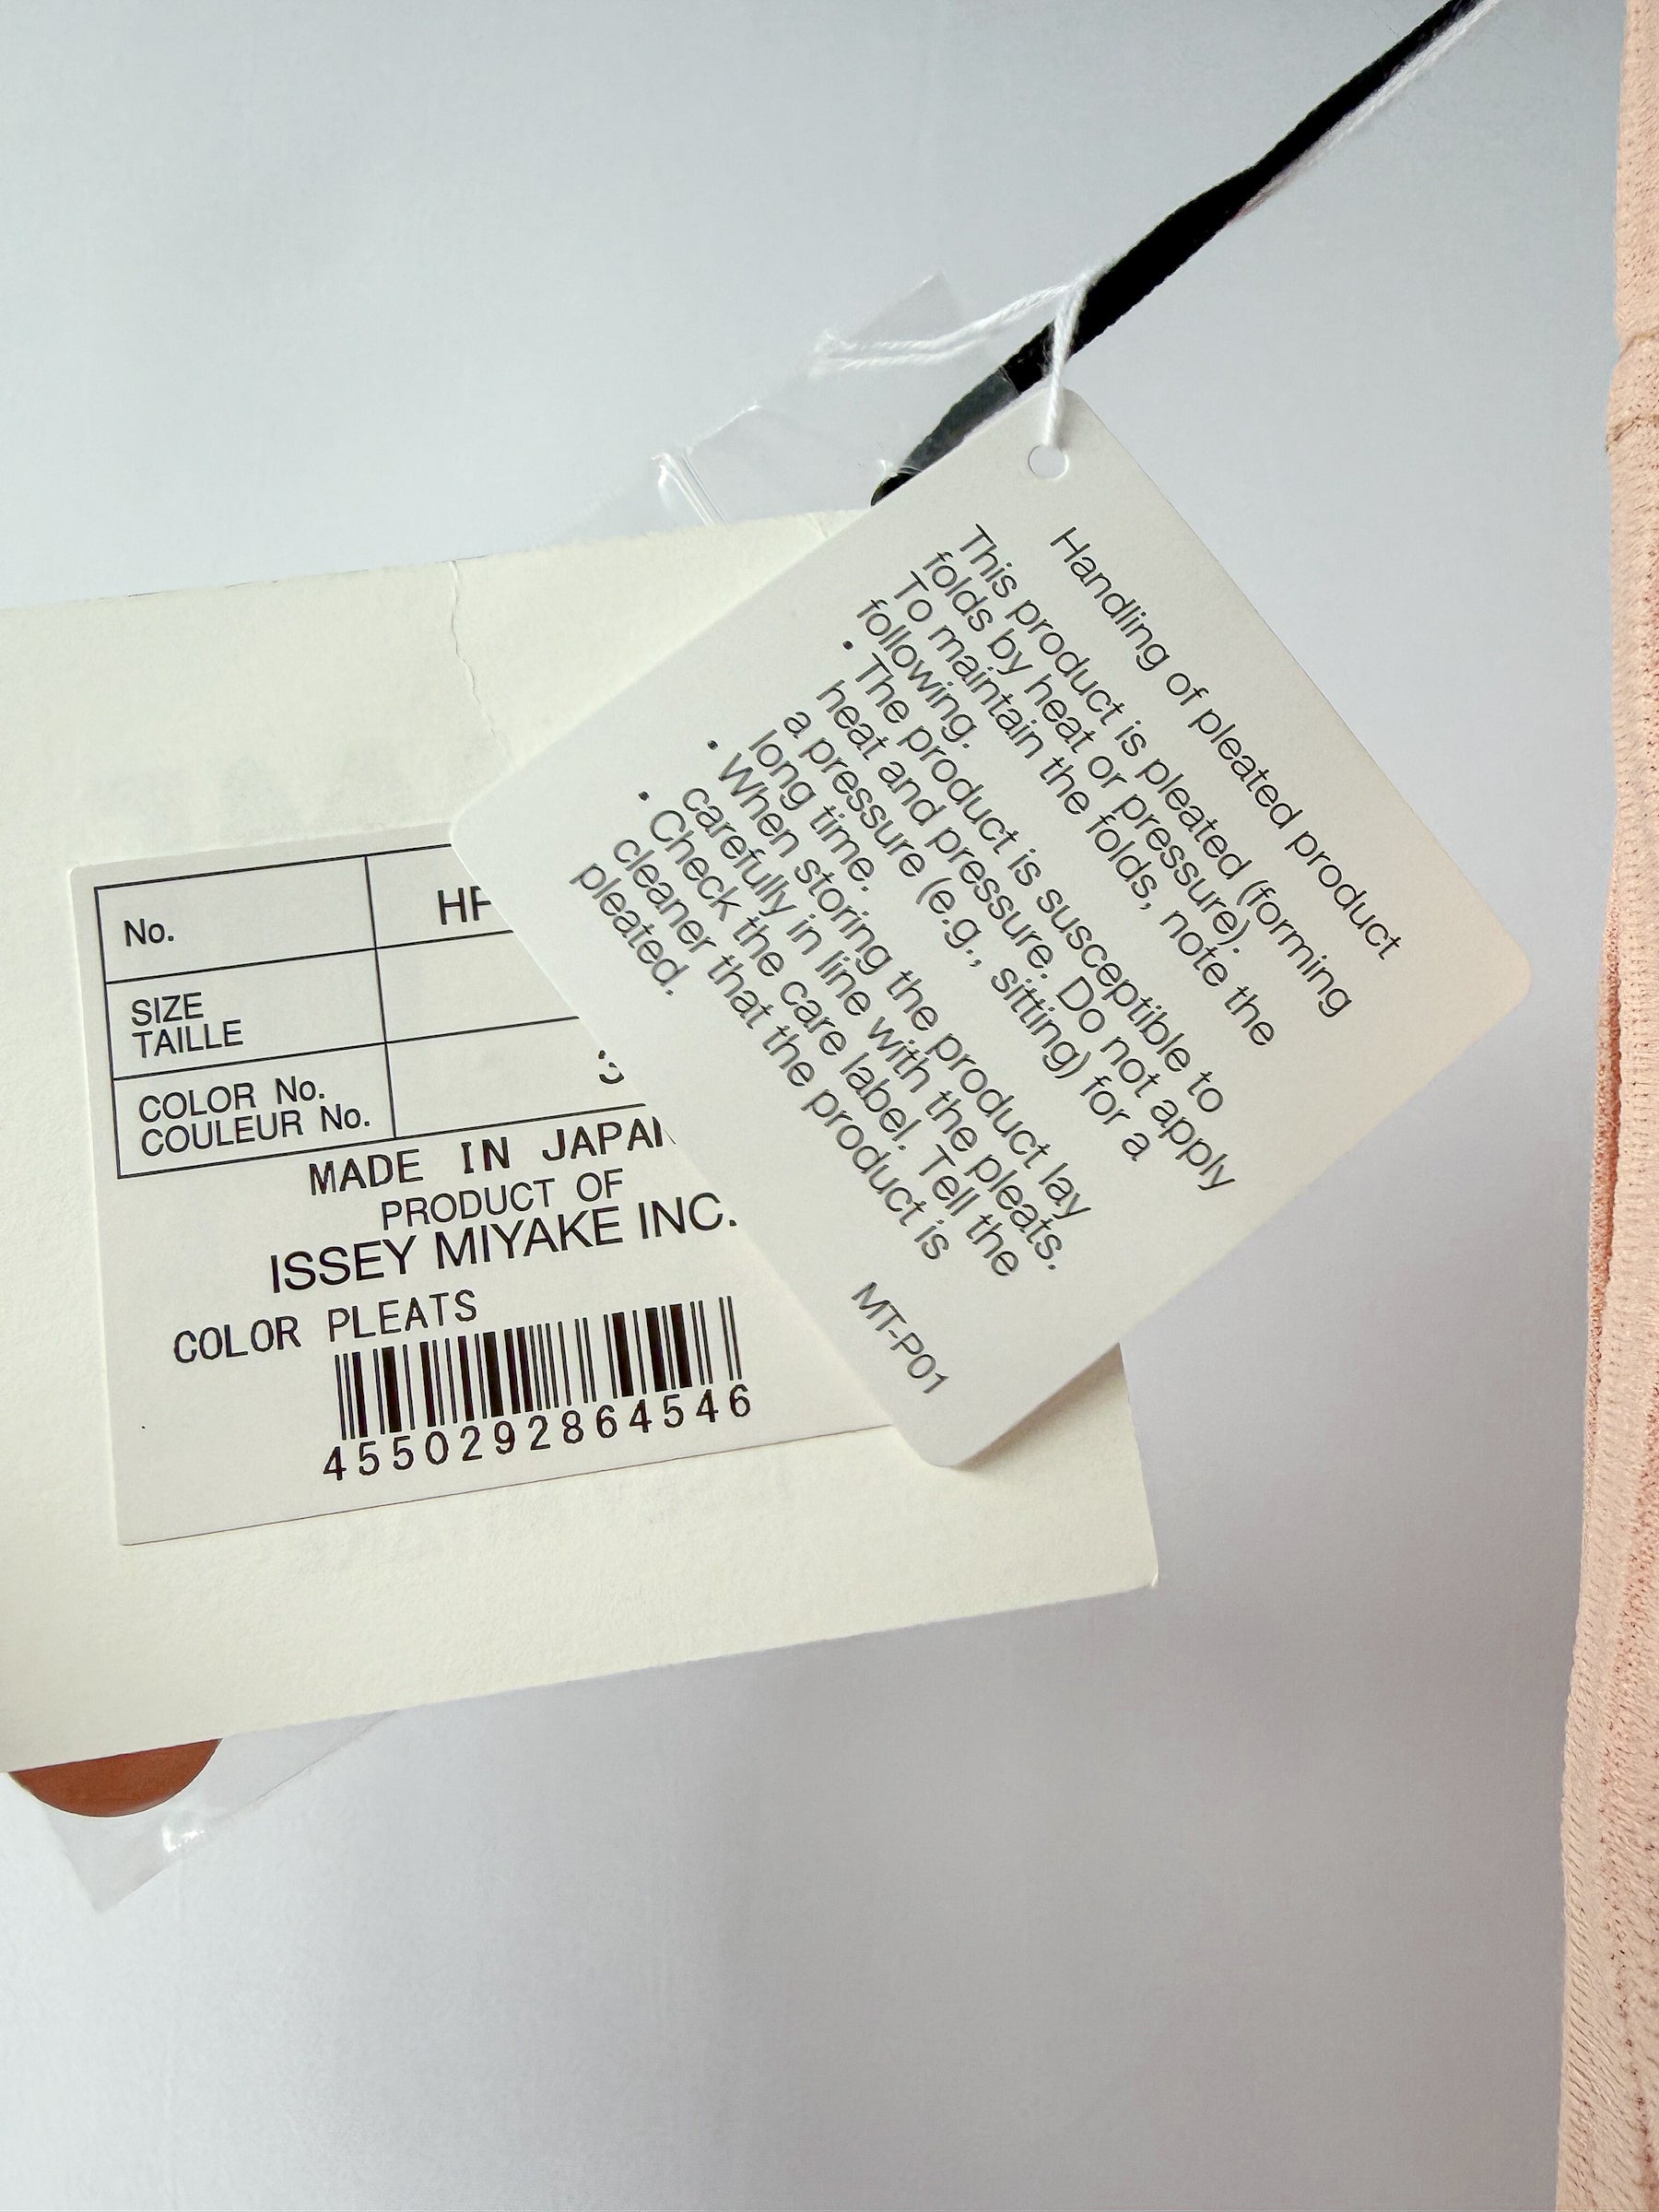 Handling of pleated product
This product is pleated (forming
folds by heat or pressure).
To maintain the folds, note the
following.
• The product is susceptible to
heat and pressure. Do not apply
a pressure (e.g., sitting) for a
long time.
• When storing the product lay
carefully in line with the pleats.
• Check the care label. Tell the
cleaner that the product is
pleated.
MT-P01
No.
SIZE
TAILLE
COLOR No.
COULEUR No.
MADE IN
PRODUCT OF
ISSEY MIYAKE INC.
COLOR PLEATS
4550292864546